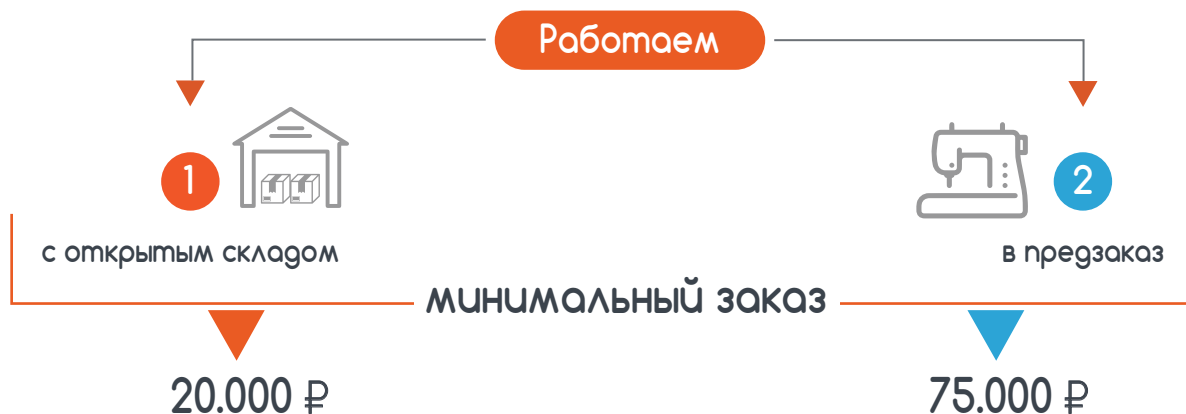 Работаем
1
2
с открытым складом
в предзаказ
минимальный заказ
20.000 ₽
75.000 ₽